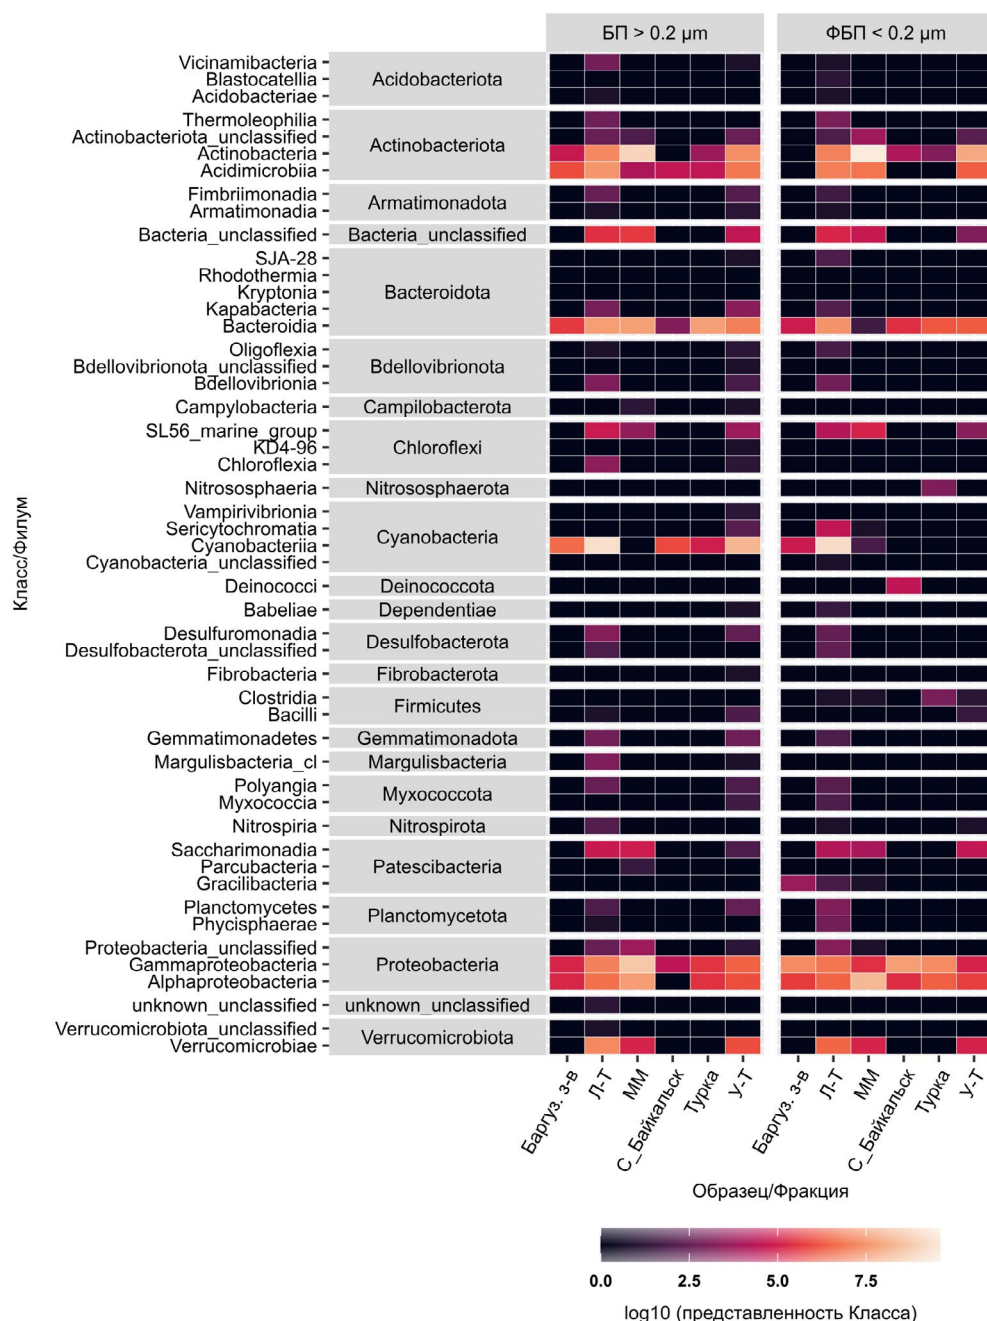 БП > 0.2 µm
ФБП < 0.2 µm
Класс/Филум
Vicinamibacteria
Blastocatellia
Acidobacteriae
Acidobacteriota
Thermoleophilia
Actinobacteriota_unclassified
Actinobacteria
Acidimicrobiia
Actinobacteriota
Fimbriimonadia
Armatimonadia
Armatimonadota
Bacteria_unclassified
Bacteria_unclassified
SJA-28
Rhodothermia
Kryptonia
Kapabacteria
Bacteroidia
Bacteroidota
Oligoflexia
Bdellovibrionota_unclassified
Bdellovibrionia
Bdellovibrionota
Campylobacteria
Campilobacterota
SL56_marine_group
KD4-96
Chloroflexia
Chloroflexi
Nitrososphaeria
Nitrososphaerota
Vampirivibrionia
Sericytochromatia
Cyanobacteriia
Cyanobacteria_unclassified
Cyanobacteria
Deinococci
Deinococcota
Babeliae
Dependentiae
Desulfuromonadia
Desulfobacterota_unclassified
Desulfobacterota
Fibrobacteria
Fibrobacterota
Clostridia
Bacilli
Firmicutes
Gemmatimonadetes
Gemmatimonadota
Margulisbacteria_cl
Margulisbacteria
Polyangia
Myxococcia
Myxococcota
Nitrospiria
Nitrospirota
Saccharimonadia
Parcubacteria
Gracilibacteria
Patescibacteria
Planctomycetes
Phycisphaerae
Planctomycetota
Proteobacteria_unclassified
Gammaproteobacteria
Alphaproteobacteria
Proteobacteria
unknown_unclassified
unknown_unclassified
Verrucomicrobiota_unclassified
Verrucomicrobiae
Verrucomicrobiota
Баргуз. з-в
Л-Т
ММ
С_Байкальск
Турка
У-Т
Баргуз. з-в
Л-Т
ММ
С_Байкальск
Турка
У-Т
Образец/Фракция
0.0 2.5 5.0 7.5
log10 (представленность Класса)